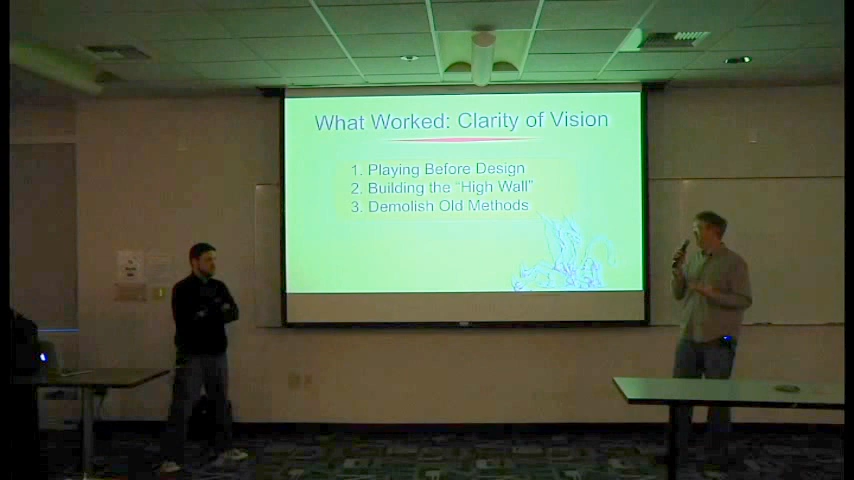 What Worked: Clarity of Vision
1. Playing Before Design
2. Building the “High Wall”
3. Demolish Old Methods